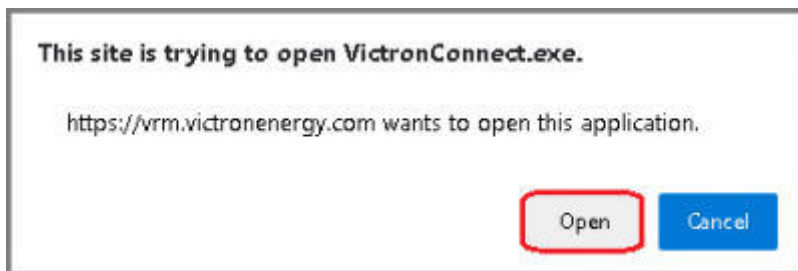 This site is trying to open VictronConnect.exe.
https://vrm.victronenergy.com wants to open this application.
Open
Cancel